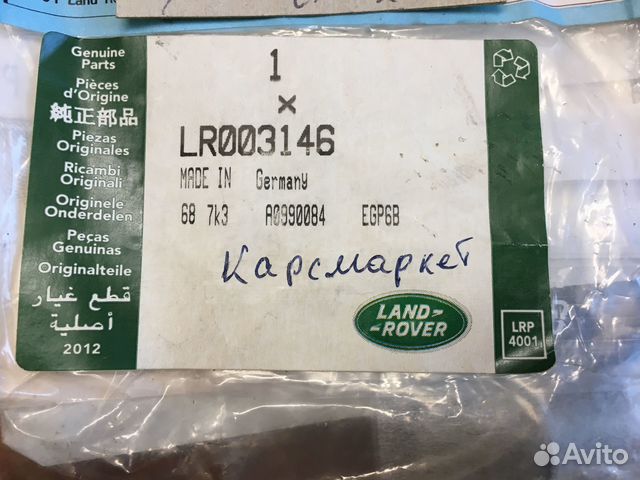 Land
Genuine
Parts
Pièces
d'Origine
純正部品
Piezas
Originales
Ricambi
Originali
Originele
Onderdelen
Peças
Genuinas
Originalteile
قطع غيار
أصلية
2012
1
×
LR003146
MADE IN Germany
68 7k3 A0990084 EGP6B
Карсмаркет
LAND-
-ROVER
LRP
4001
Avito